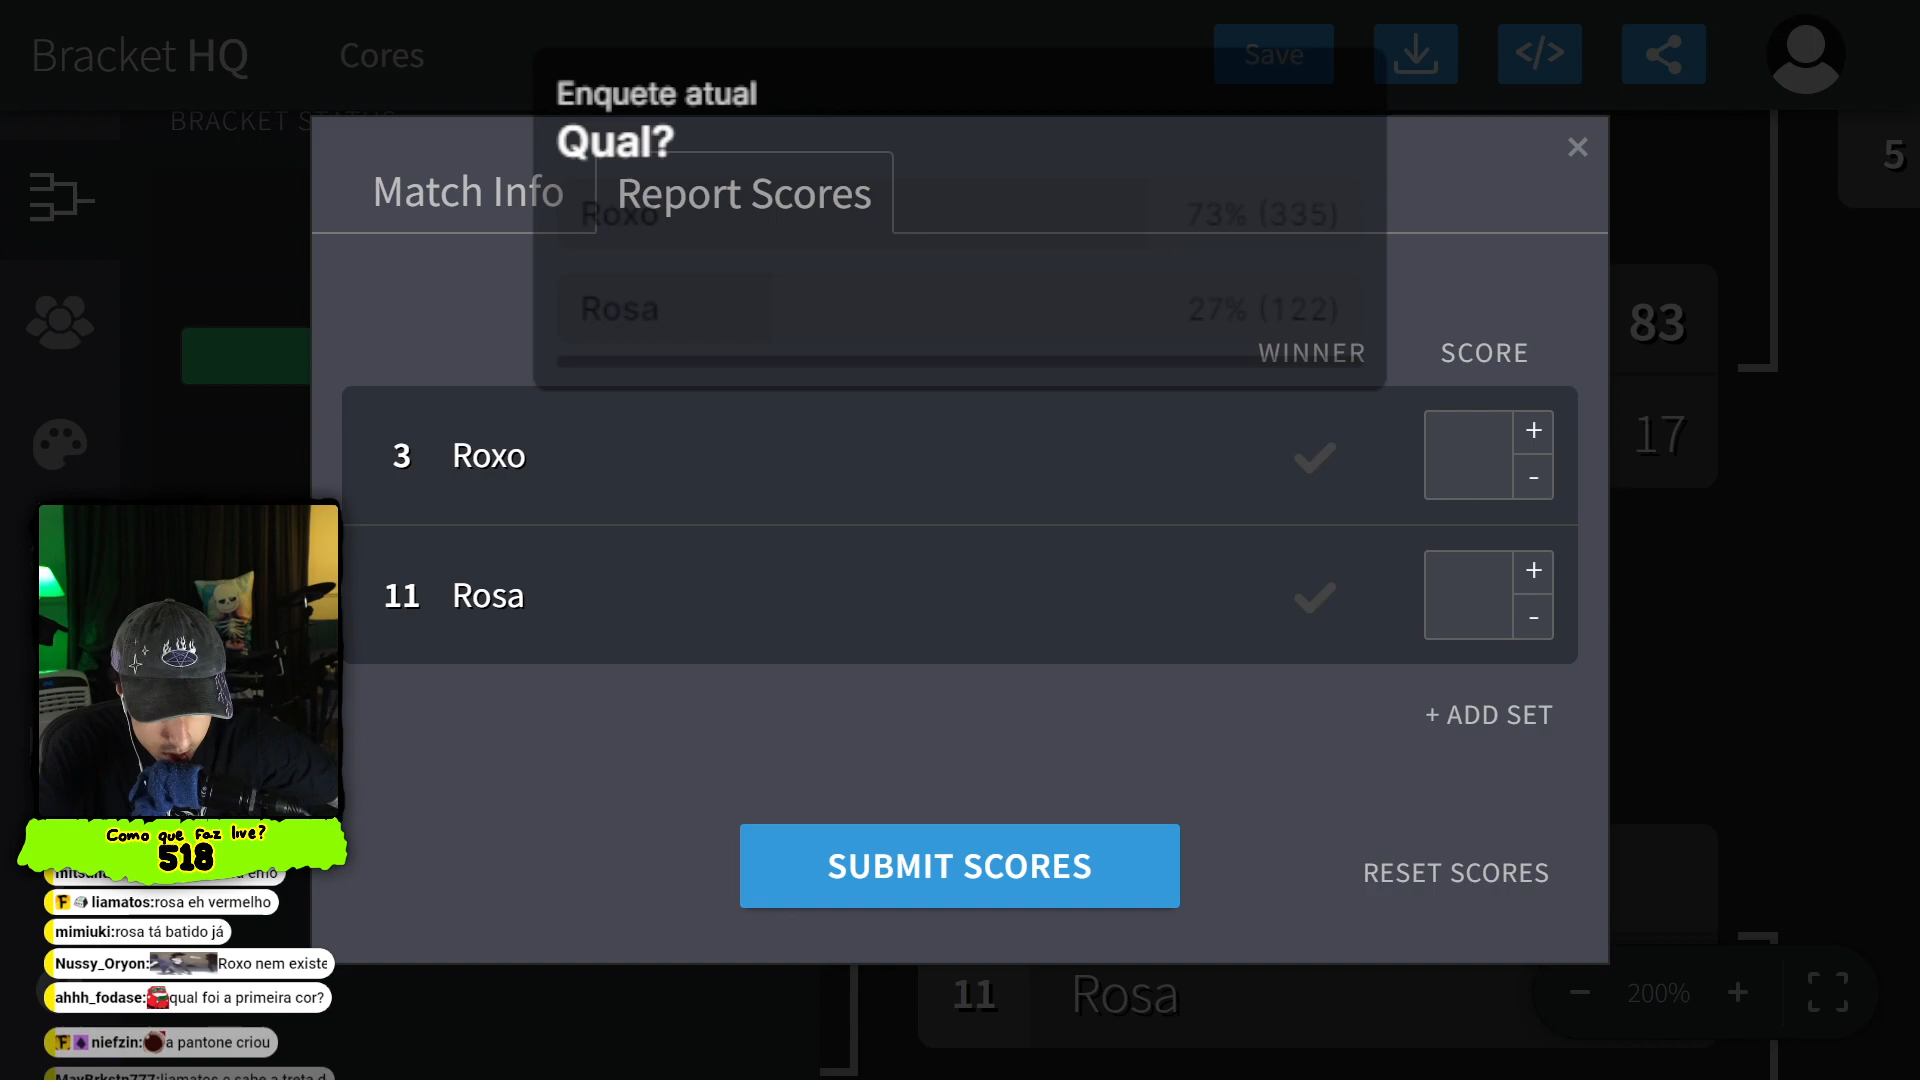 Bracket HQ
Cores
Save
</>
BRACKET
Enquete atual
Qual?
×
5
Match Info
Report Scores
Roxo
73% (335)
Rosa
27% (122)
WINNER
SCORE
83
17
3
Roxo
+
-
11
Rosa
+
-
+ ADD SET
SUBMIT SCORES
RESET SCORES
Como que faz live?
518
liamatos:rosa eh vermelho
mimiuki:rosa tá batido já
Nussy_Oryon: Roxo nem existe
ahhh_fodase: qual foi a primeira cor?
niefzin: a pantone criou
11
Rosa
−
200%
+